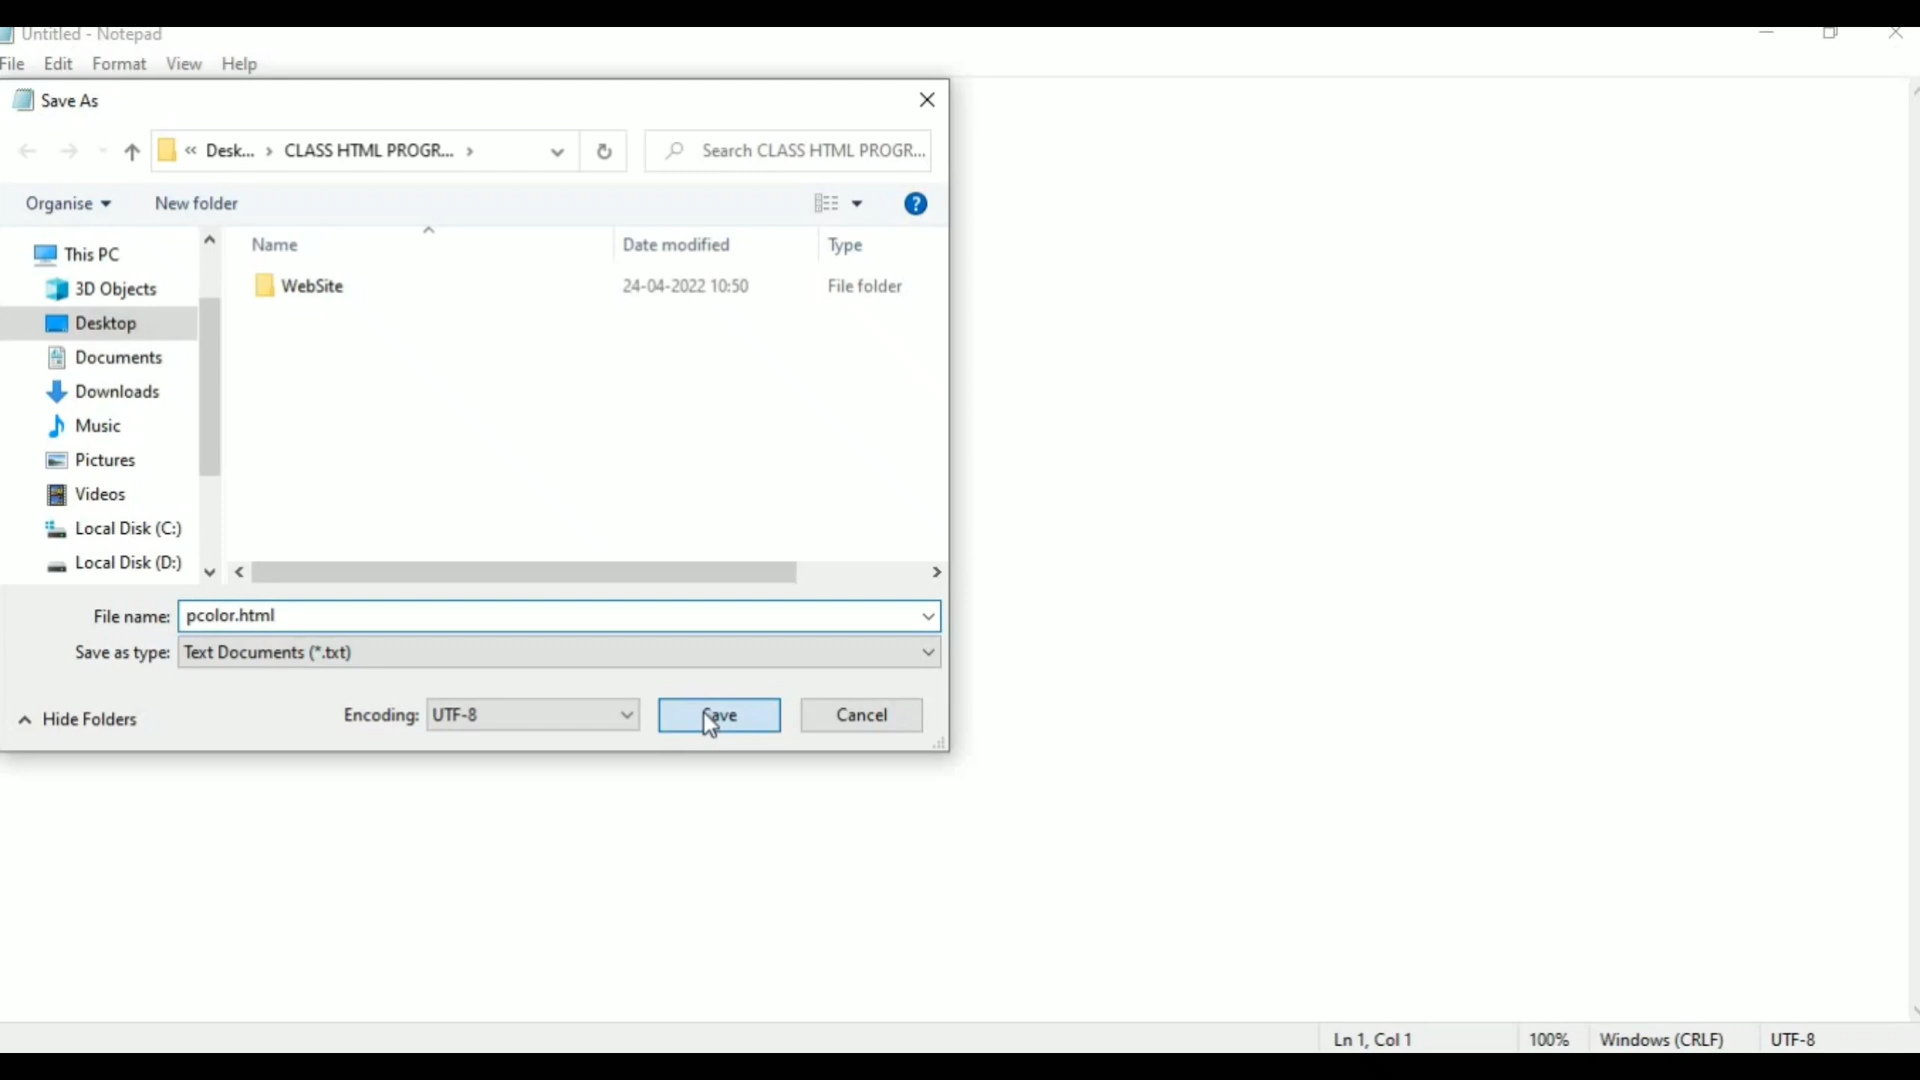 Untitled - Notepad
File Edit Format View Help
Save As
« Desk... › CLASS HTML PROGR... ›
Search CLASS HTML PROGR...
Organise New folder
Name Date modified Type
This PC
WebSite 24-04-2022 10:50 File folder
3D Objects
Desktop
Documents
Downloads
Music
Pictures
Videos
Local Disk (C:)
Local Disk (D:)
File name: pcolor.html
Save as type: Text Documents (*.txt)
Hide Folders Encoding: UTF-8 Save Cancel
Ln 1, Col 1 100% Windows (CRLF) UTF-8